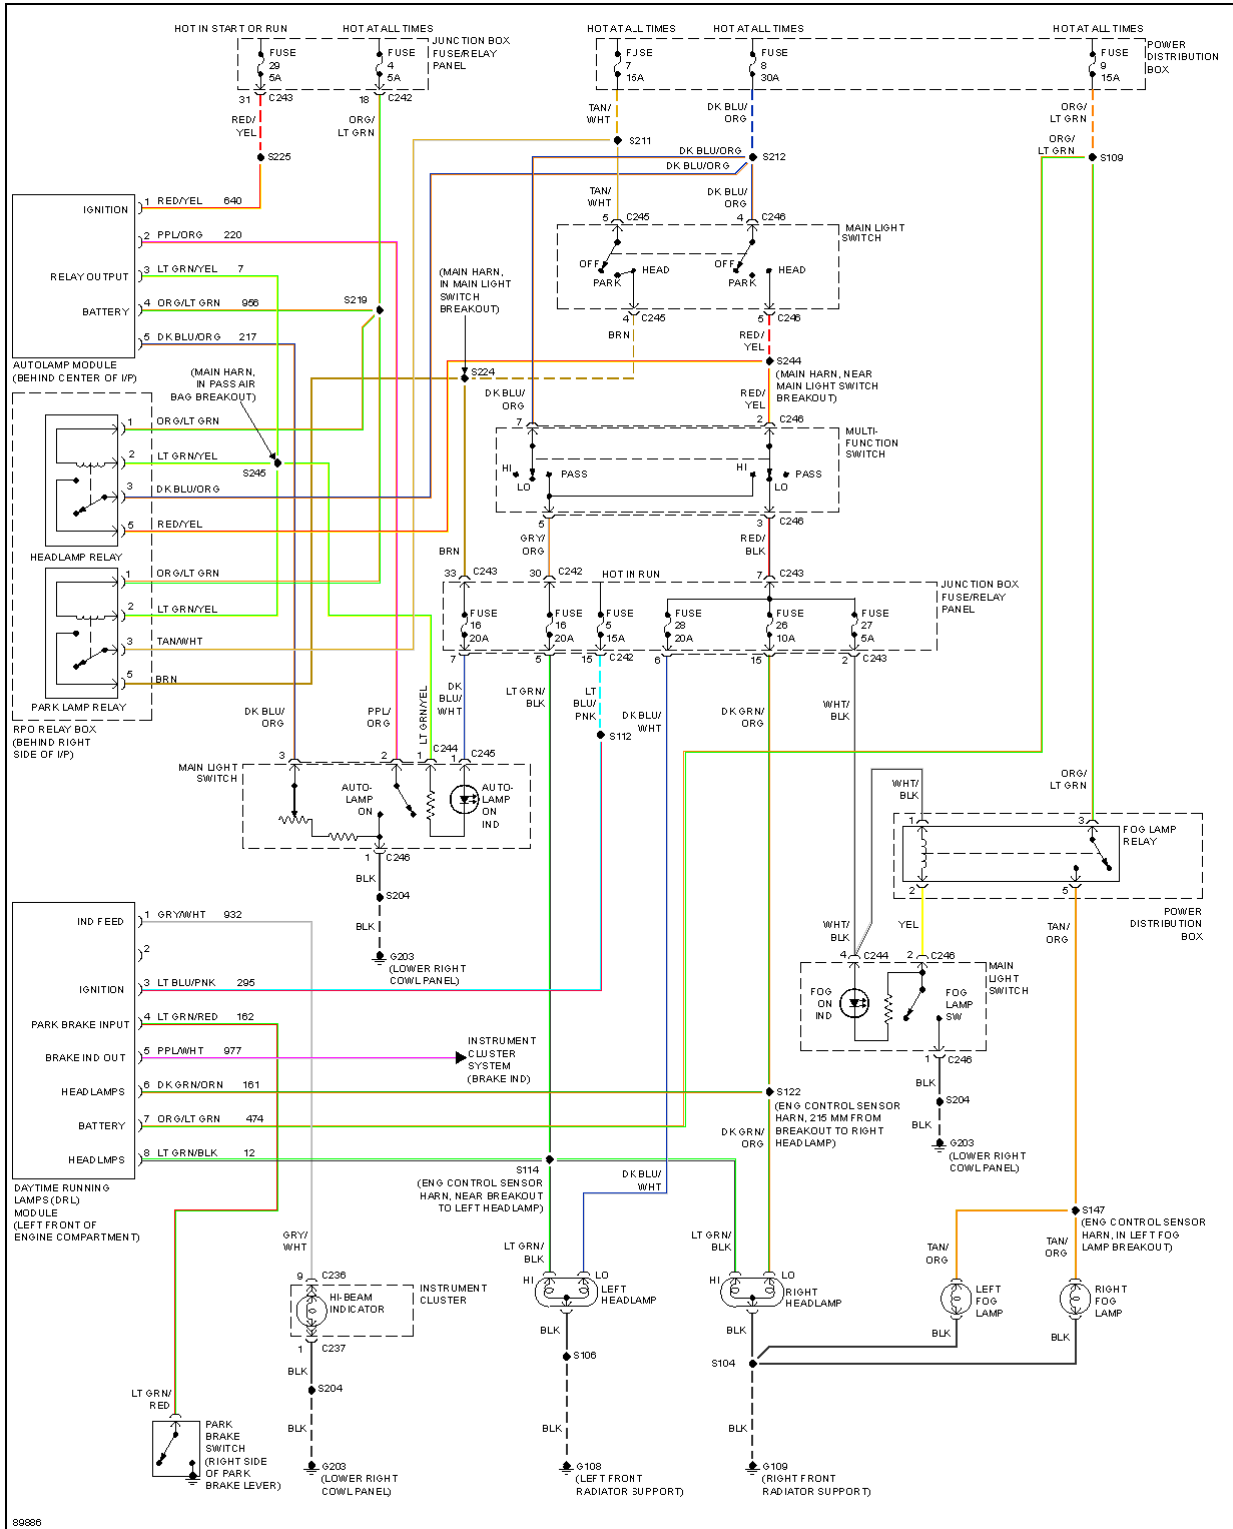 HOT IN START OR RUN
HOT AT ALL TIMES
HOT AT ALL TIMES
HOT AT ALL TIMES
HOT AT ALL TIMES
FUSE
29
5A
FUSE
4
5A
JUNCTION BOX
FUSE/RELAY
PANEL
FUSE
7
15A
FUSE
8
30A
FUSE
9
15A
POWER
DISTRIBUTION
BOX
31
C243
18
C242
RED/
YEL
ORG/
LT GRN
TAN/
WHT
DK BLU/
ORG
ORG/
LT GRN
S225
S211
DK BLU/ORG
DK BLU/ORG
S212
ORG/
LT GRN
S109
TAN/
WHT
DK BLU/
ORG
5
C245
4
C246
MAIN LIGHT
SWITCH
OFF
PARK
HEAD
OFF
PARK
HEAD
4
C245
5
C246
BRN
RED/
YEL
IGNITION
1
RED/YEL
640
2
PPL/ORG
220
RELAY OUTPUT
3
LT GRN/YEL
7
BATTERY
4
ORG/LT GRN
956
5
DK BLU/ORG
217
S219
AUTOLAMP MODULE
(BEHIND CENTER OF I/P)
(MAIN HARN,
IN MAIN LIGHT
SWITCH
BREAKOUT)
S224
S244
(MAIN HARN, NEAR
MAIN LIGHT SWITCH
BREAKOUT)
(MAIN HARN,
IN PASS AIR
BAG BREAKOUT)
S245
DK BLU/
ORG
RED/
YEL
7
2
C246
MULTI-
FUNCTION
SWITCH
HI
LO
PASS
HI
LO
PASS
5
3
C246
GRY/
ORG
RED/
BLK
1
ORG/LT GRN
2
LT GRN/YEL
3
DK BLU/ORG
5
RED/YEL
HEADLAMP RELAY
1
ORG/LT GRN
2
LT GRN/YEL
3
TAN/WHT
5
BRN
PARK LAMP RELAY
RPO RELAY BOX
(BEHIND RIGHT
SIDE OF I/P)
BRN
33
C243
30
C242
HOT IN RUN
7
C243
JUNCTION BOX
FUSE/RELAY
PANEL
FUSE
16
20A
FUSE
16
20A
FUSE
5
15A
FUSE
28
20A
FUSE
26
10A
FUSE
27
5A
7
5
15
C242
6
15
2
C243
DK BLU/
ORG
PPL/
ORG
LT GRN/YEL
DK
BLU/
WHT
LT GRN/
BLK
LT
BLU/
PNK
S112
DK BLU/
WHT
DK GRN/
ORG
WHT/
BLK
3
2
1
C244
1
C245
MAIN LIGHT
SWITCH
AUTO-
LAMP
ON
AUTO-
LAMP
ON
IND
1
C246
BLK
S204
BLK
G203
(LOWER RIGHT
COWL PANEL)
WHT/
BLK
ORG/
LT GRN
1
3
FOG LAMP
RELAY
2
5
POWER
DISTRIBUTION
BOX
WHT/
BLK
YEL
TAN/
ORG
4
C244
2
C246
MAIN
LIGHT
SWITCH
FOG
ON
IND
FOG
LAMP
SW
1
C246
BLK
S204
BLK
G203
(LOWER RIGHT
COWL PANEL)
IND FEED
1
GRY/WHT
932
2
IGNITION
3
LT BLU/PNK
295
PARK BRAKE INPUT
4
LT GRN/RED
162
BRAKE IND OUT
5
PPL/WHT
977
HEADLAMPS
6
DK GRN/ORN
161
BATTERY
7
ORG/LT GRN
474
HEADLMPS
8
LT GRN/BLK
12
INSTRUMENT
CLUSTER
SYSTEM
(BRAKE IND)
DAYTIME RUNNING
LAMPS (DRL)
MODULE
(LEFT FRONT OF
ENGINE COMPARTMENT)
S122
(ENG CONTROL SENSOR
HARN, 215 MM FROM
BREAKOUT TO RIGHT
HEADLAMP)
DK GRN/
ORG
S114
(ENG CONTROL SENSOR
HARN, NEAR BREAKOUT
TO LEFT HEADLAMP)
DK BLU/
WHT
S147
(ENG CONTROL SENSOR
HARN, IN LEFT FOG
LAMP BREAKOUT)
GRY/
WHT
LT GRN/
BLK
LT GRN/
BLK
TAN/
ORG
TAN/
ORG
9
C236
HI-BEAM
INDICATOR
INSTRUMENT
CLUSTER
1
C237
HI
LO
LEFT
HEADLAMP
HI
LO
RIGHT
HEADLAMP
LEFT
FOG
LAMP
RIGHT
FOG
LAMP
BLK
BLK
BLK
BLK
BLK
S204
S106
S104
LT GRN/
RED
BLK
BLK
BLK
PARK
BRAKE
SWITCH
(RIGHT SIDE
OF PARK
BRAKE LEVER)
G203
(LOWER RIGHT
COWL PANEL)
G108
(LEFT FRONT
RADIATOR SUPPORT)
G109
(RIGHT FRONT
RADIATOR SUPPORT)
89886